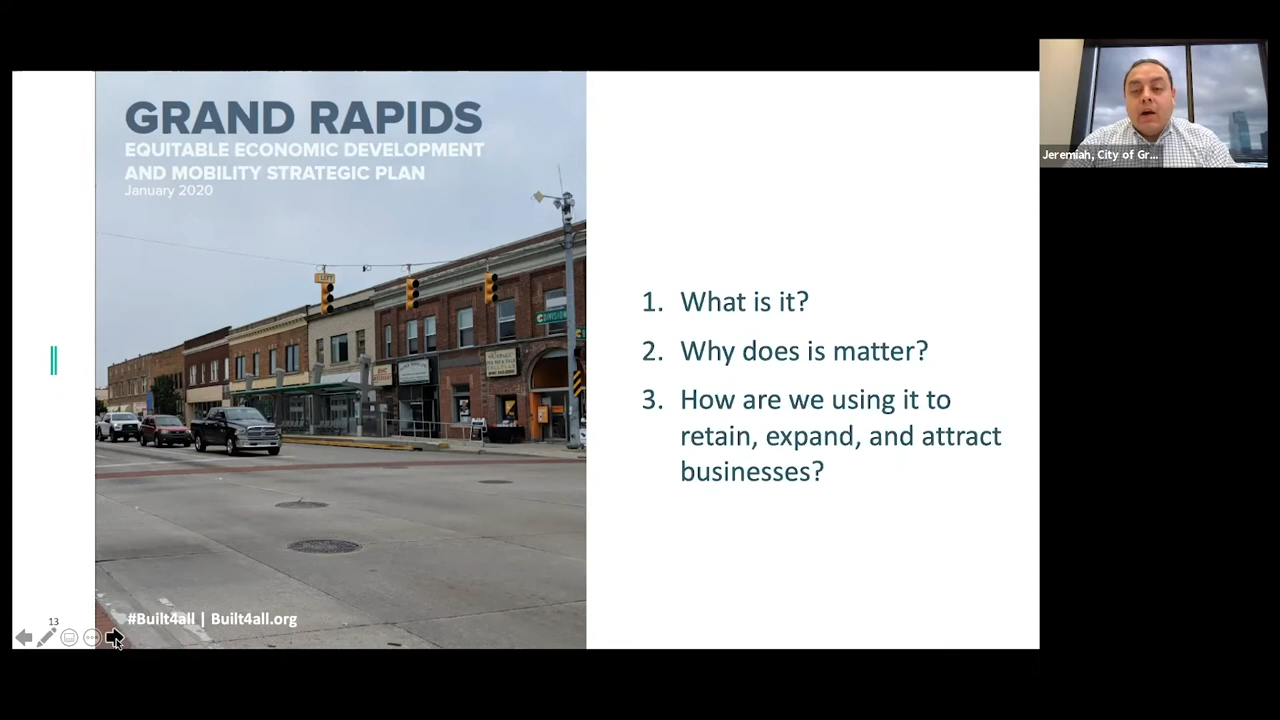 GRAND RAPIDS
EQUITABLE ECONOMIC DEVELOPMENT
AND MOBILITY STRATEGIC PLAN
January 2020
LEFT
DIVISION
#Built4all | Built4all.org
13
1. What is it?
2. Why does is matter?
3. How are we using it to
retain, expand, and attract
businesses?
Jeremiah, City of Gr...